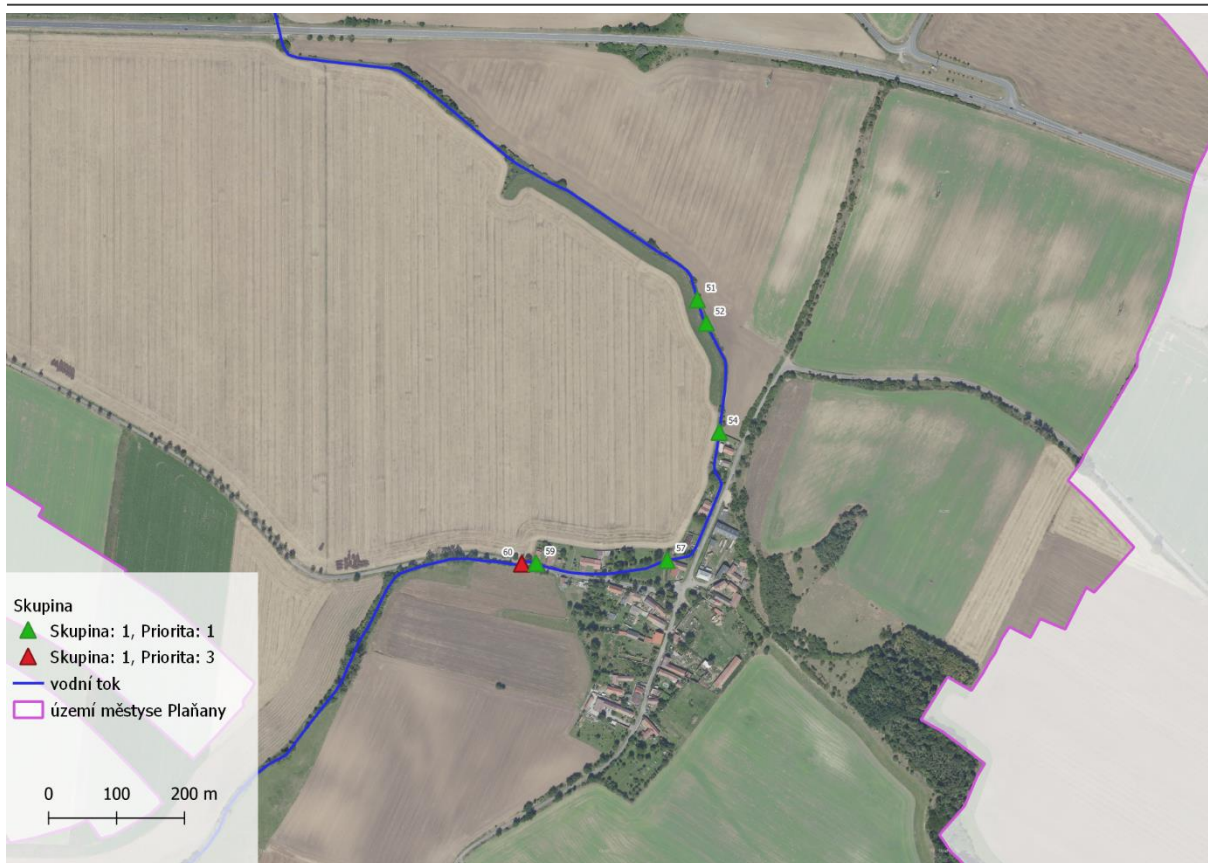 51
52
54
57
60
59
Skupina
Skupina: 1, Priorita: 1
Skupina: 1, Priorita: 3
vodní tok
území městyse Plaňany
0 100 200 m